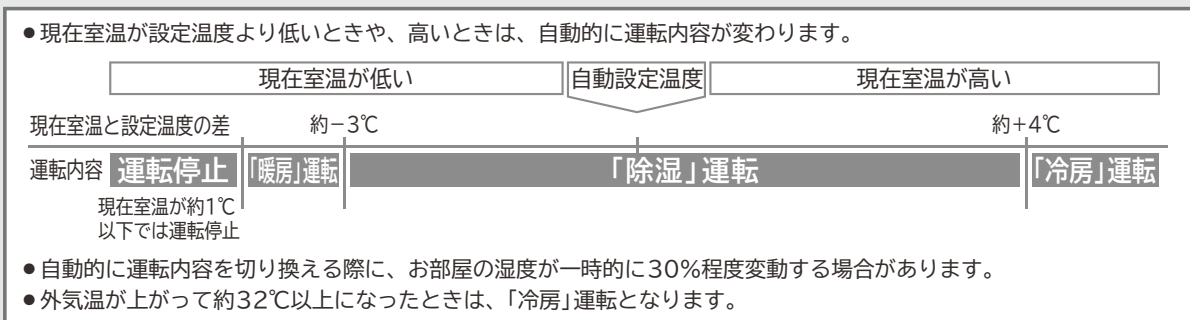 ●現在室温が設定温度より低いときや、高いときは、自動的に運転内容が変わります。
現在室温が低い 自動設定温度 現在室温が高い
現在室温と設定温度の差 約－3℃ 約＋4℃
運転内容 運転停止 「暖房」運転 「除湿」運転 「冷房」運転
現在室温が約1℃
以下では運転停止
●自動的に運転内容を切り換える際に、お部屋の湿度が一時的に30%程度変動する場合があります。
●外気温が上がって約32℃以上になったときは、「冷房」運転となります。